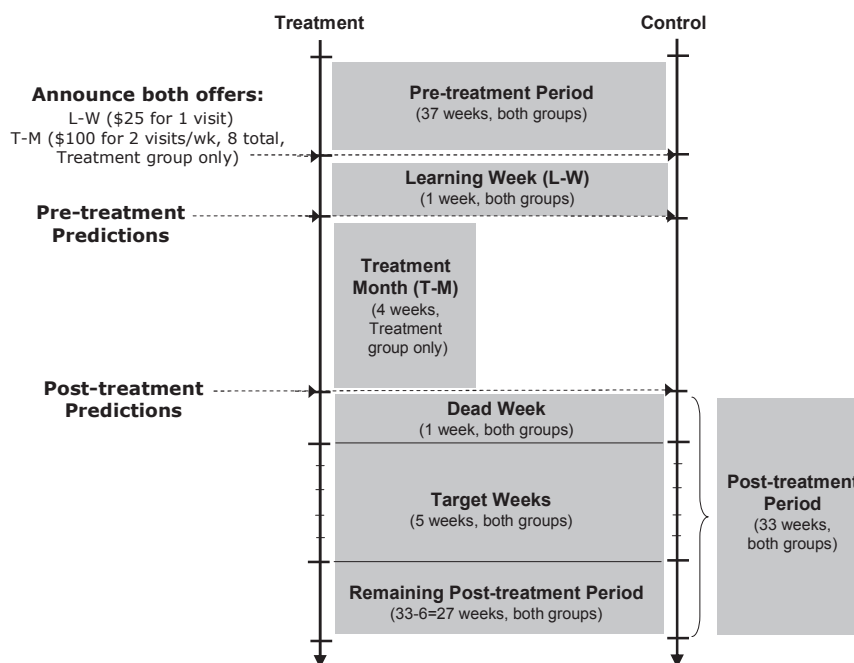 Treatment
Control
Announce both offers:
L-W ($25 for 1 visit)
T-M ($100 for 2 visits/wk, 8 total,
Treatment group only)
Pre-treatment Period
(37 weeks, both groups)
Learning Week (L-W)
(1 week, both groups)
Pre-treatment
Predictions
Treatment
Month (T-M)
(4 weeks,
Treatment
group only)
Post-treatment
Predictions
Dead Week
(1 week, both groups)
Target Weeks
(5 weeks, both groups)
Post-treatment
Period
(33 weeks,
both groups)
Remaining Post-treatment Period
(33-6=27 weeks, both groups)